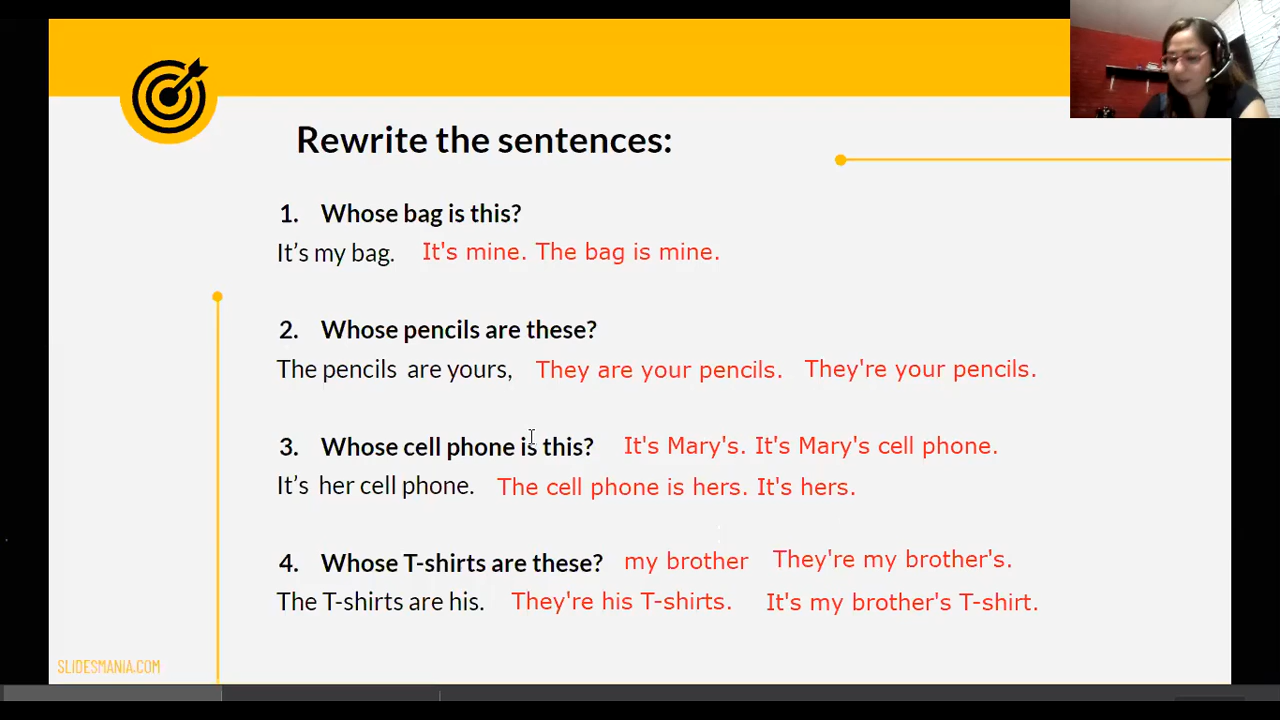 Rewrite the sentences:
1. Whose bag is this?
It’s my bag. It's mine. The bag is mine.
2. Whose pencils are these?
The pencils are yours, They are your pencils. They're your pencils.
3. Whose cell phone is this? It's Mary's. It's Mary's cell phone.
It’s her cell phone. The cell phone is hers. It's hers.
4. Whose T-shirts are these? my brother They're my brother's.
The T-shirts are his. They're his T-shirts. It's my brother's T-shirt.
SLIDESMANIA.COM